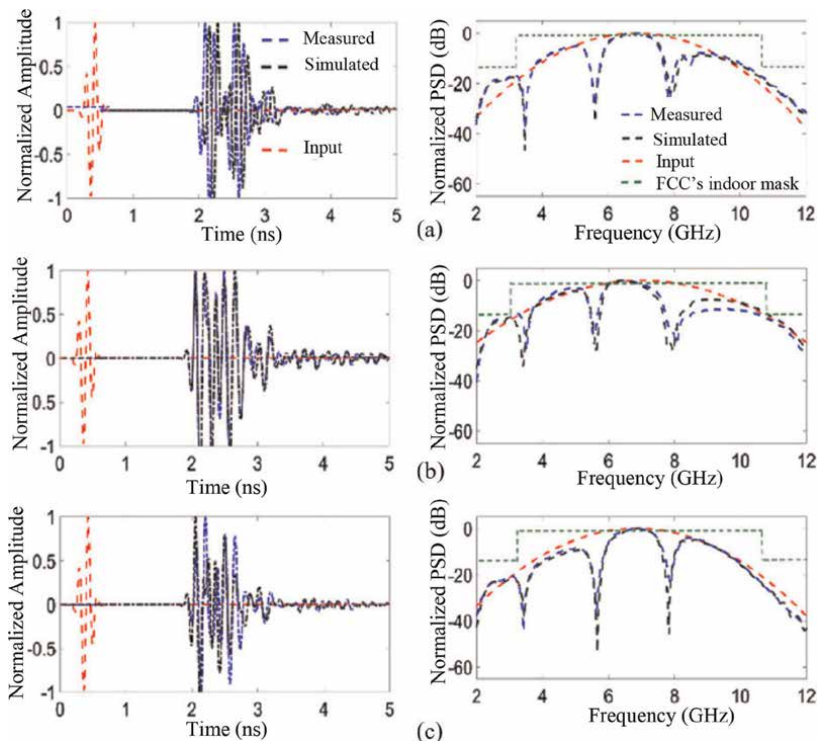 Normalized Amplitude
1
0.5
0
-0.5
-1
Measured
Simulated
Input
0 1 2 3 4 5
Time (ns)
Normalized PSD (dB)
0
-20
-40
-60
Measured
Simulated
Input
FCC's indoor mask
2 4 6 8 10 12
Frequency (GHz)
(a)
Normalized Amplitude
1
0.5
0
0.5
-1
0 1 2 3 4 5
Time (ns)
Normalized PSD (dB)
0
-20
-40
-60
2 4 6 8 10 12
Frequency (GHz)
(b)
Normalized Amplitude
1
0.5
0
0.5
-1
0 1 2 3 4 5
Time (ns)
Normalized PSD (dB)
0
-20
-40
-60
2 4 6 8 10 12
Frequency (GHz)
(c)